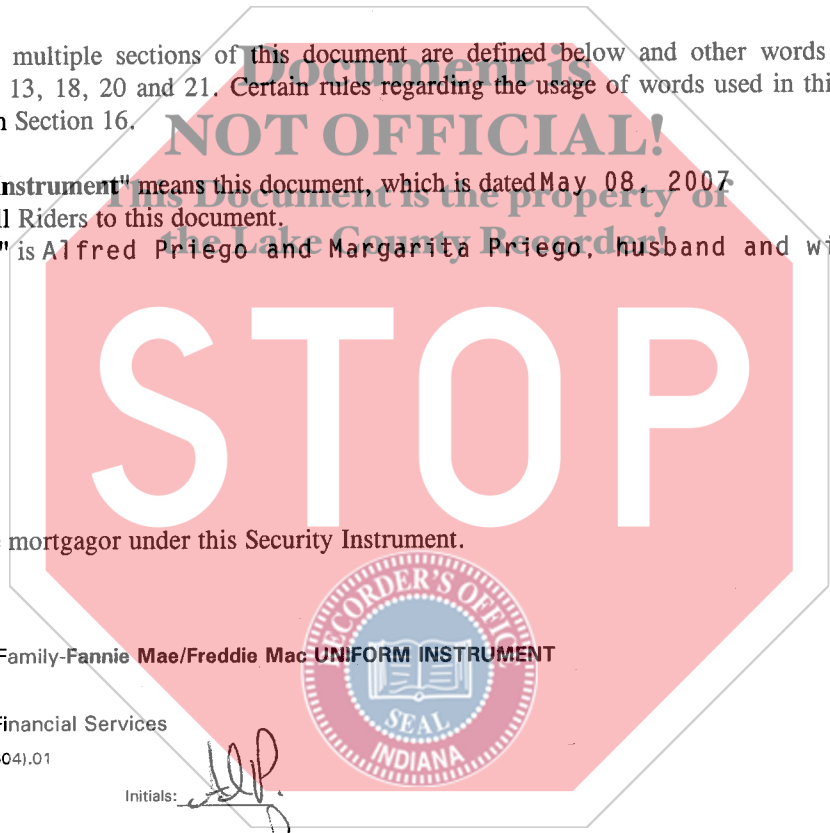 multiple sections of this document are defined below and other words
Document is
13, 18, 20 and 21. Certain rules regarding the usage of words used in thi
n Section 16.
NOT OFFICIAL!
nstrument" means this document, which is dated May 08, 2007
This Document is the property of
ll Riders to this document.
the Lake County Recorder!
" is Alfred Priego and Margarita Priego, husband and wi
STOP
mortgagor under this Security Instrument.
RECORDER'S OFFICE
Family-Fannie Mae/Freddie Mac UNIFORM INSTRUMENT
SEAL
Financial Services
INDIANA
04).01
Initials: